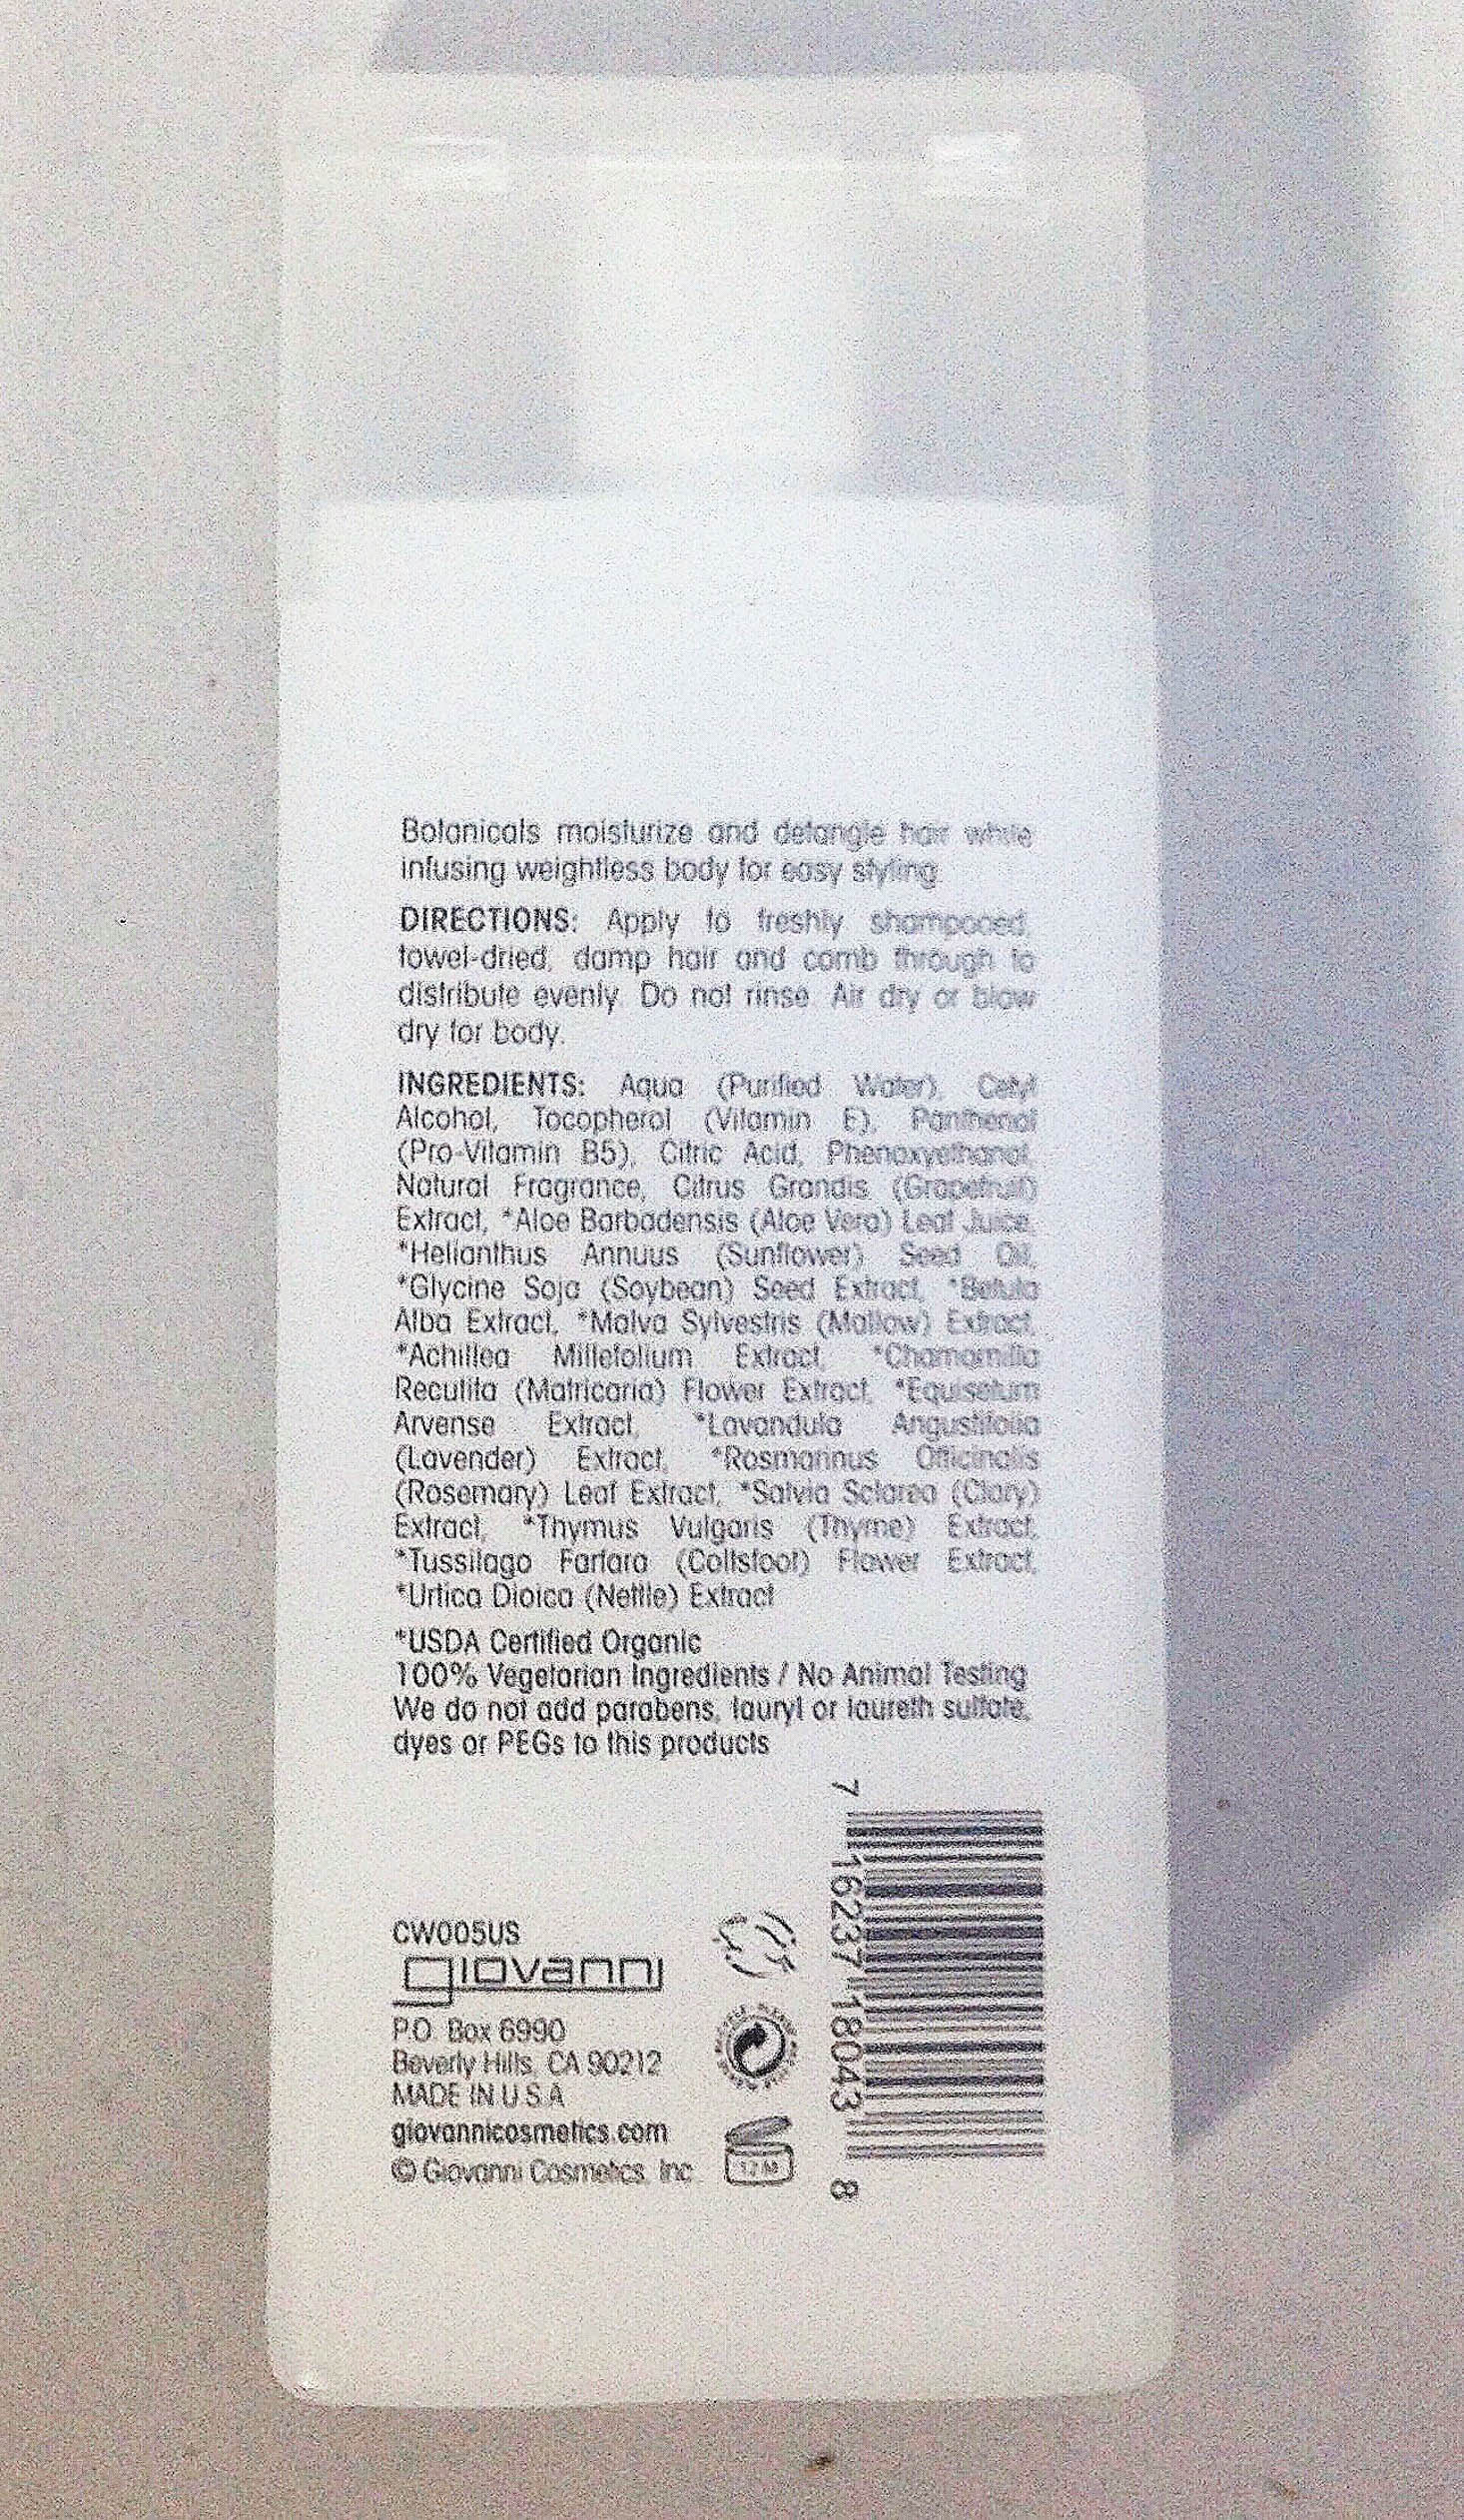 Botanicals moisturize and detangle hair while
infusing weightless body for easy styling.
DIRECTIONS: Apply to freshly shampooed,
towel-dried, damp hair and comb through to
distribute evenly. Do not rinse. Air dry or blow
dry for body.
INGREDIENTS: Aqua (Purified Water), Cetyl
Alcohol, Tocopherol (Vitamin E), Panthenol
(Pro-Vitamin B5), Citric Acid, Phenoxyethanol,
Natural Fragrance, Citrus Grandis (Grapefruit)
Extract, *Aloe Barbadensis (Aloe Vera) Leaf Juice,
*Helianthus Annuus (Sunflower) Seed Oil,
*Glycine Soja (Soybean) Seed Extract, *Betula
Alba Extract, *Malva Sylvestris (Mallow) Extract,
*Achillea Millefolium Extract, *Chamomilla
Recutita (Matricaria) Flower Extract, *Equisetum
Arvense Extract, *Lavandula Angustifolia
(Lavender) Extract, *Rosmarinus Officinalis
(Rosemary) Leaf Extract, *Salvia Sclarea (Clary)
Extract, *Thymus Vulgaris (Thyme) Extract,
*Tussilago Farfara (Coltsfoot) Flower Extract,
*Urtica Dioica (Nettle) Extract
*USDA Certified Organic
100% Vegetarian Ingredients / No Animal Testing
We do not add parabens, lauryl or laureth sulfate,
dyes or PEGs to this products
CW005US
giovanni
P.O. Box 6990
Beverly Hills, CA 90212
MADE IN U.S.A
giovannicosmetics.com
© Giovanni Cosmetics, Inc.
12 M
7 16237 18043 8